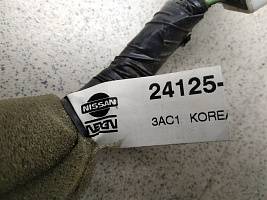 NISSAN
24125-
3AC1 KOREA